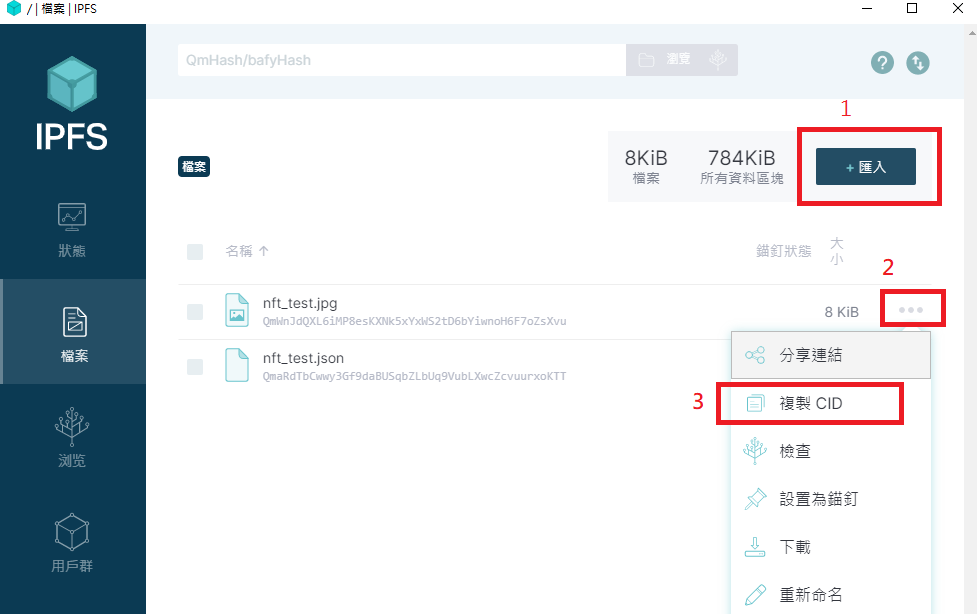 / | 檔案 | IPFS
QmHash/bafyHash
瀏覽
?
IPFS
狀態
檔案
浏览
用戶群
1
檔案
8KiB
檔案
784KiB
所有資料區塊
+ 匯入
名稱 ↑
錨釘狀態
大
小
2
nft_test.jpg
QmWnJdQXL6iMP8esKXNk5xYxWS2tD6bYiwnoH6F7oZsXvu
8 KiB
nft_test.json
QmaRdTbCwwy3Gf9daBUSqbZLbUq9VubLXwcZcvuurxoKTT
分享連結
3
複製 CID
檢查
設置為錨釘
下載
重新命名